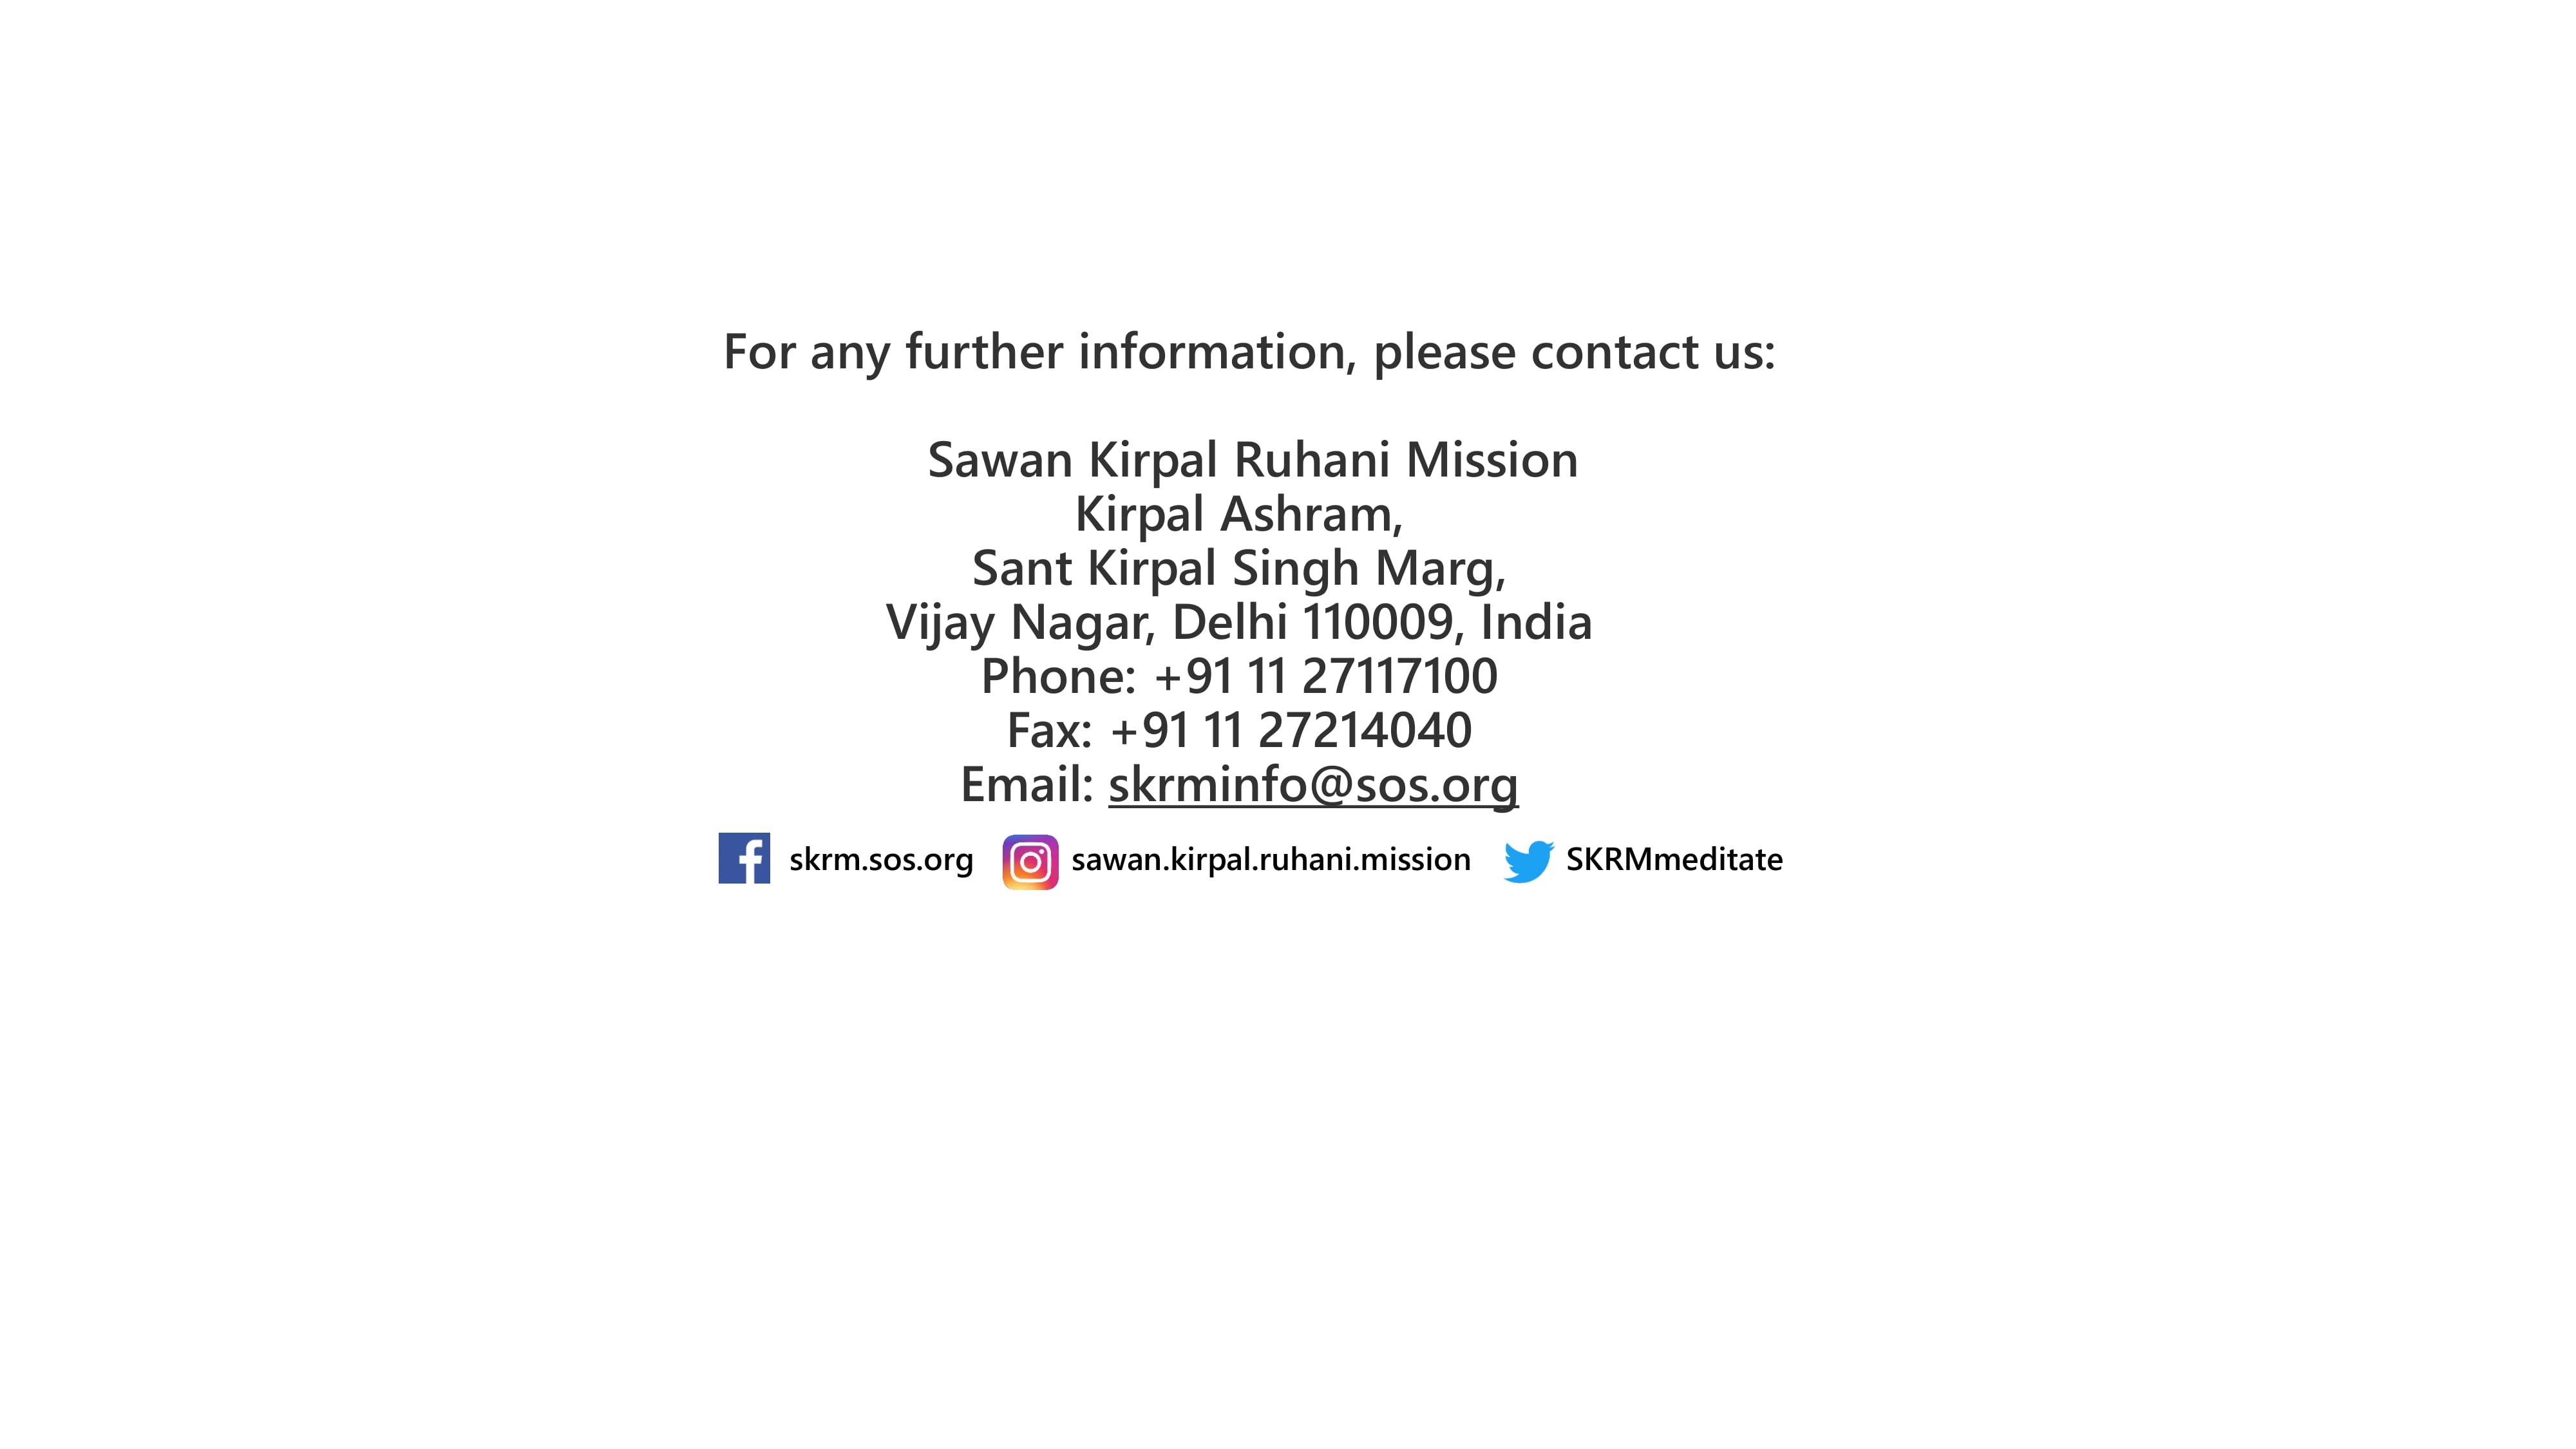 For any further information, please contact us:
Sawan Kirpal Ruhani Mission
Kirpal Ashram,
Sant Kirpal Singh Marg,
Vijay Nagar, Delhi 110009, India
Phone: +91 11 27117100
Fax: +91 11 27214040
Email: skrminfo@sos.org
skrm.sos.org sawan.kirpal.ruhani.mission SKRMmeditate